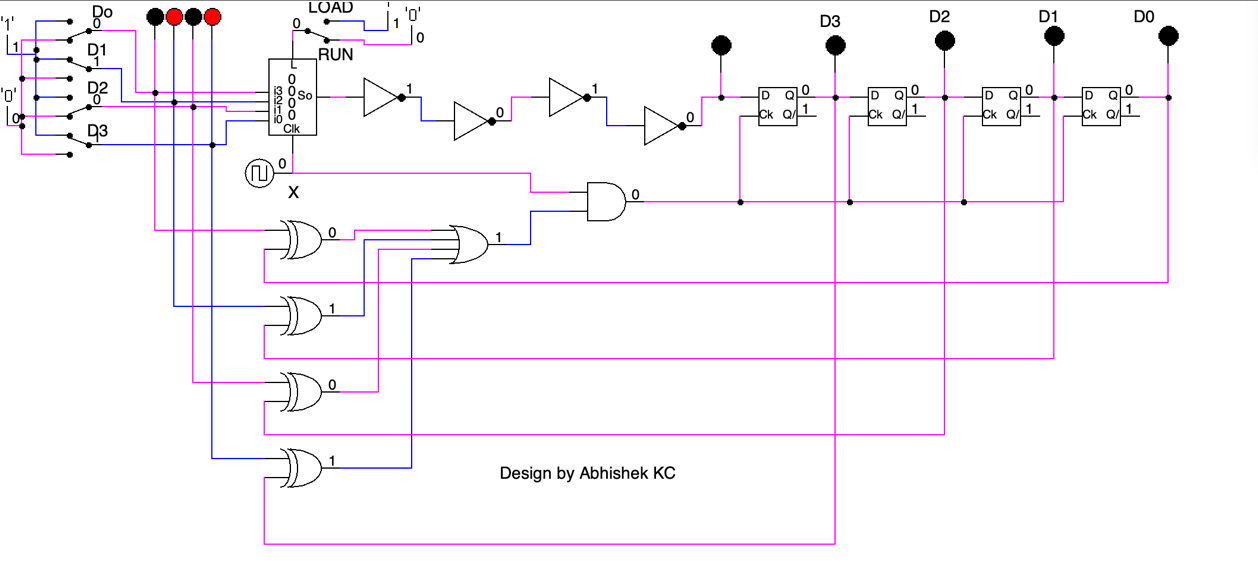 Do LOAD '0' D3 D2 D1 D0
'1' 0 0 1
1 D1 RUN 0
1 L
D2 0
'0' 0 i3 0 So 1 1 D Q 0 D Q 0 D Q 0 D Q 0
i2 0
0 i1 0 0 0 Ck Q/ 1 Ck Q/ 1 Ck Q/ 1 Ck Q/ 1
D3 i0 0
1 Clk
0
X 0
0 1
1
0
1 Design by Abhishek KC